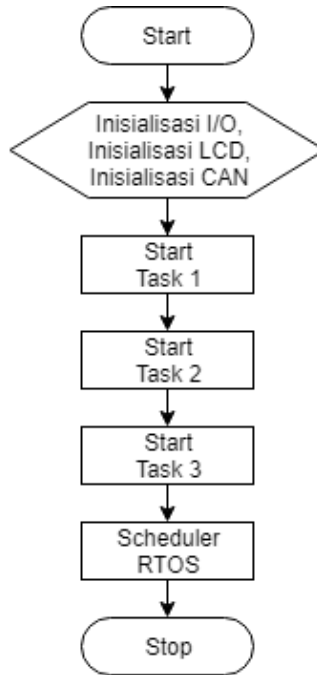 Start
Inisialisasi I/O,
Inisialisasi LCD,
Inisialisasi CAN
Start
Task 1
Start
Task 2
Start
Task 3
Scheduler
RTOS
Stop